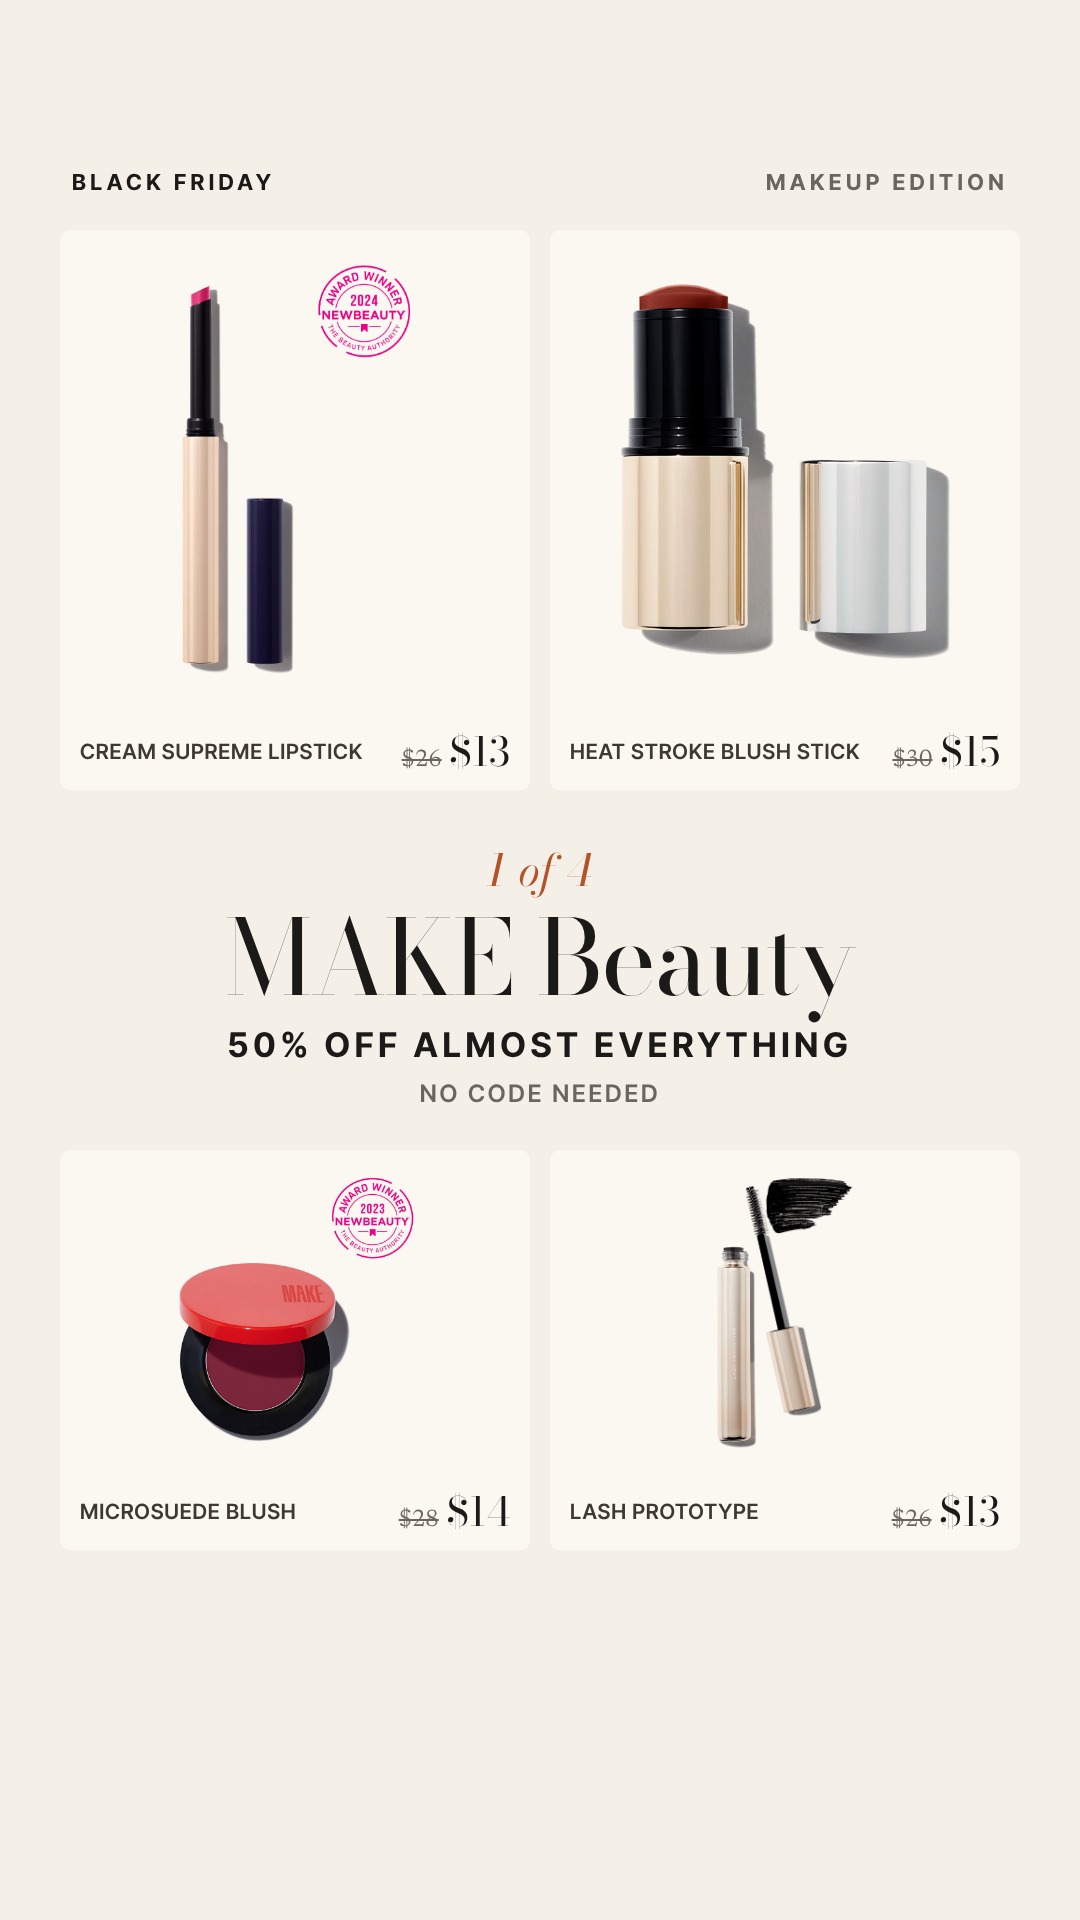 BLACK FRIDAY
MAKEUP EDITION
AWARD WINNER
2024
NEWBEAUTY
THE BEAUTY AUTHORITY
CREAM SUPREME LIPSTICK $26 $13
HEAT STROKE BLUSH STICK $30 $15
1 of 4
MAKE Beauty
50% OFF ALMOST EVERYTHING
NO CODE NEEDED
AWARD WINNER
2023
NEWBEAUTY
THE BEAUTY AUTHORITY
MAKE
MICROSUEDE BLUSH $28 $14
LASH PROTOTYPE $26 $13